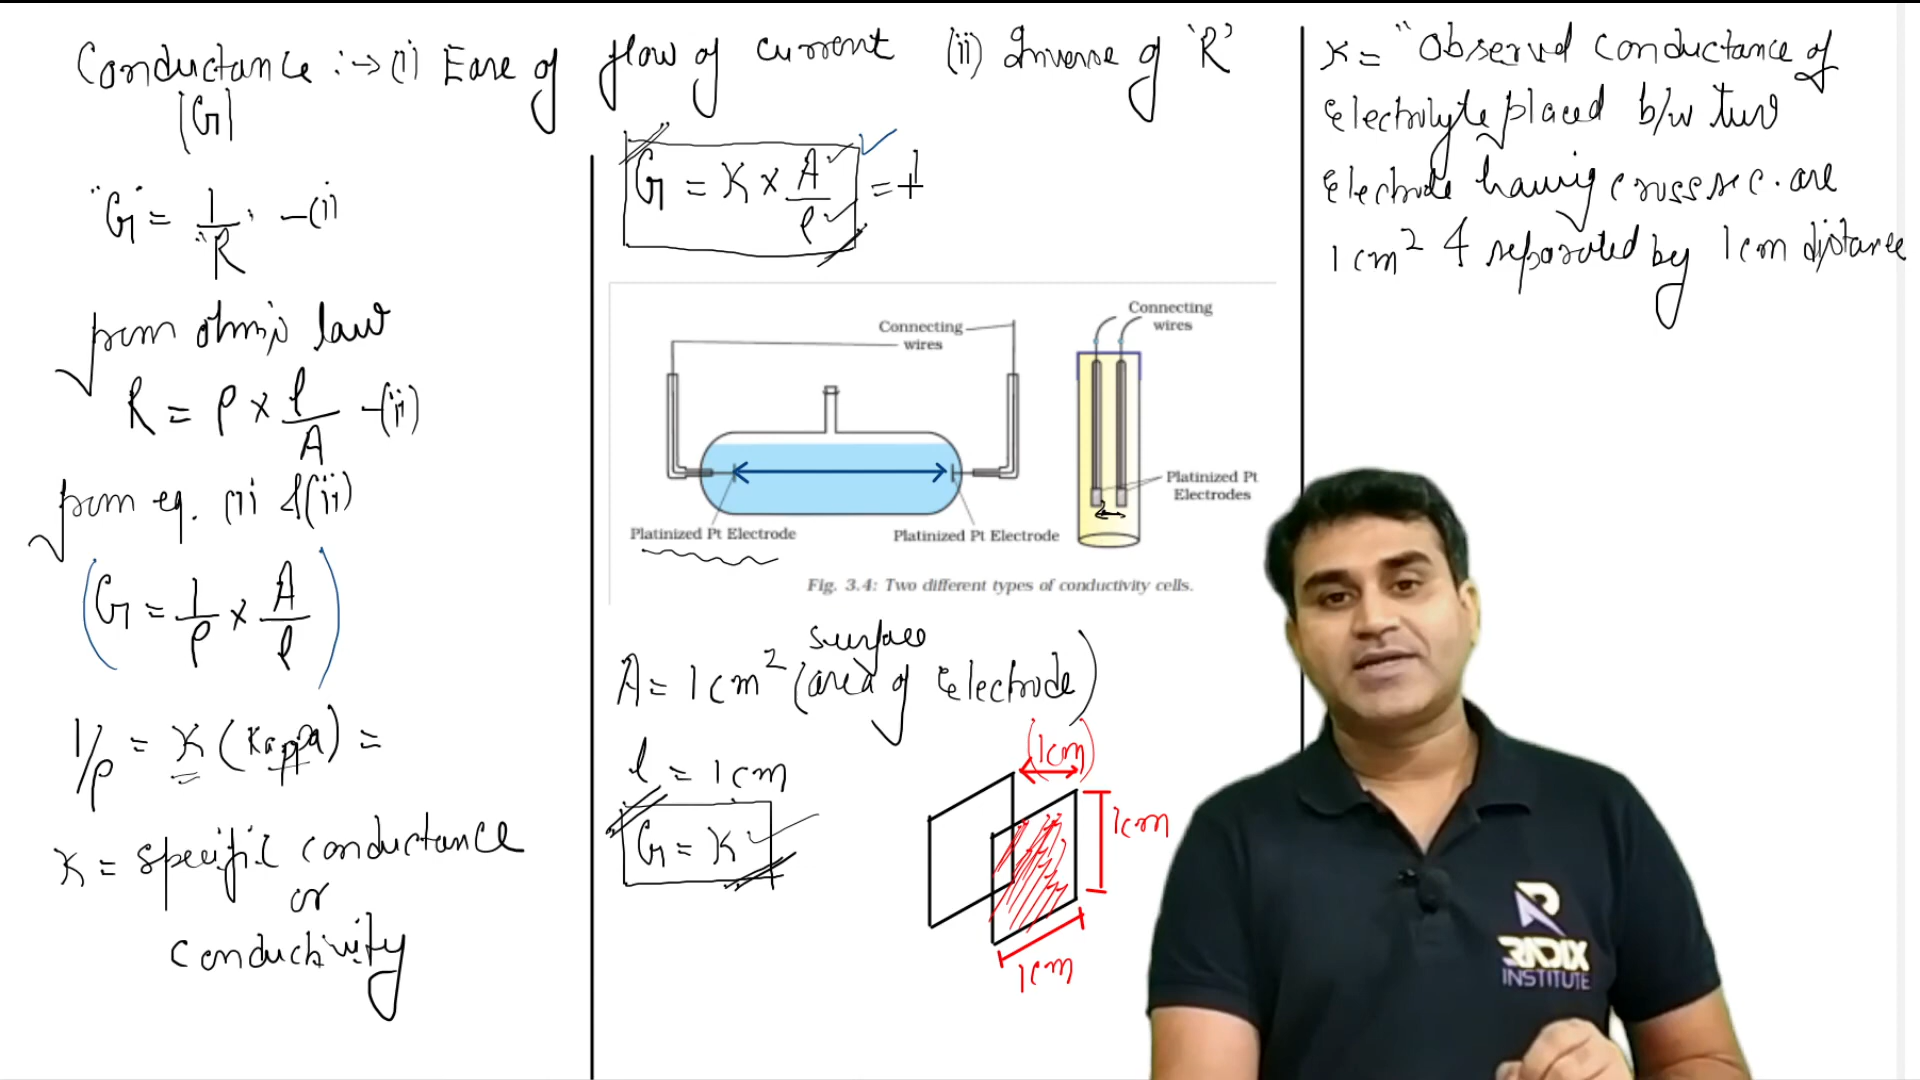 Conductance :→ (i) Ease of flow of current (ii) Inverse of 'R'
[G]
"G" = 1/R -(i)
from ohm's law
R = ρ × l/A -(ii)
from eq. (i) & (ii)
(G = 1/ρ × A/l)
1/ρ = K (Kappa) =
K = specific conductance
or
conductivity
G = K × A/l =
Connecting
wires
Platinized Pt Electrode
Platinized Pt Electrode
Connecting
wires
Platinized Pt
Electrodes
Fig. 3.4: Two different types of conductivity cells.
surface
A = 1 cm² (area of Electrode)
l = 1 cm
G = K
(1cm)
1cm
1cm
K = "Observed conductance of
Electrolyte placed b/w two
Electrode having cross sec. are
1 cm² & separated by 1 cm distance
RADIX
INSTITUTE